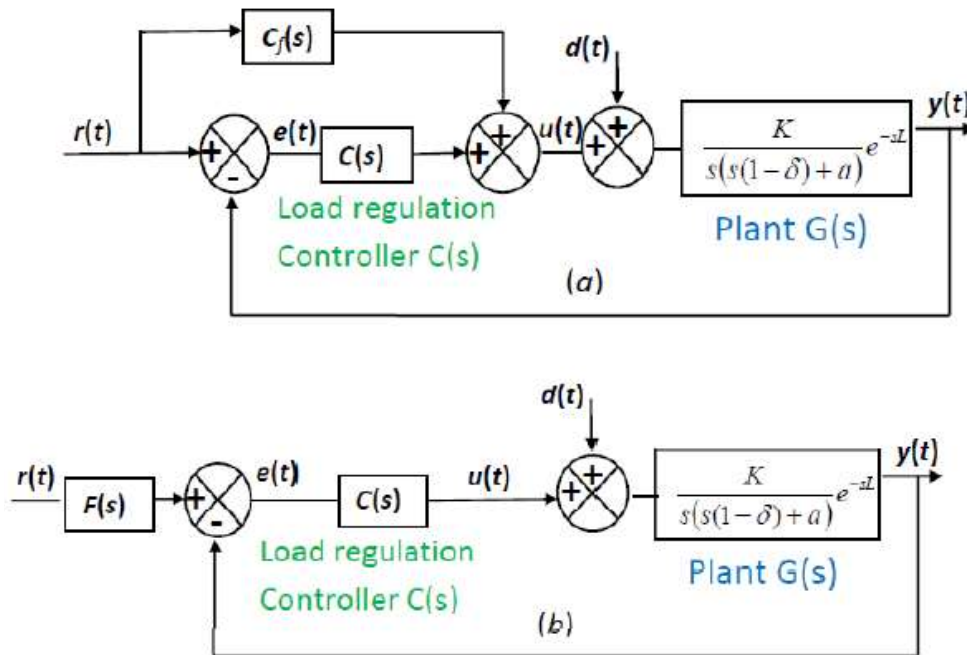 C_f(s)
d(t)
r(t)
e(t)
C(s)
u(t)
K
s(s(1−δ)+a)
e^{−sL}
y(t)
+
-
+
+
+
+
Load regulation
Controller C(s)
Plant G(s)
(a)
d(t)
r(t)
F(s)
e(t)
C(s)
u(t)
K
s(s(1−δ)+a)
e^{−sL}
y(t)
+
-
+
+
Load regulation
Controller C(s)
Plant G(s)
(b)